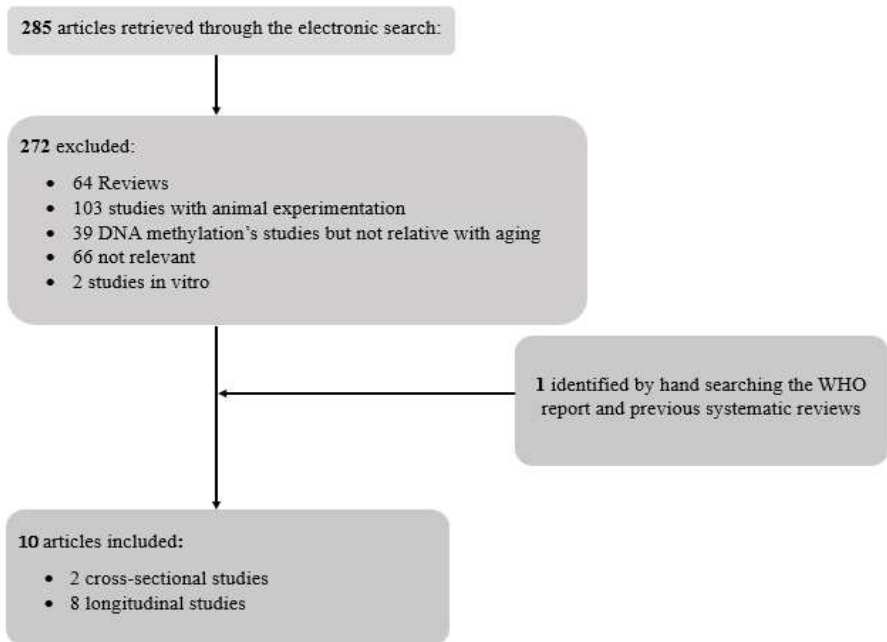 285 articles retrieved through the electronic search:
272 excluded:
• 64 Reviews
• 103 studies with animal experimentation
• 39 DNA methylation's studies but not relative with aging
• 66 not relevant
• 2 studies in vitro
1 identified by hand searching the WHO
report and previous systematic reviews
10 articles included:
• 2 cross-sectional studies
• 8 longitudinal studies